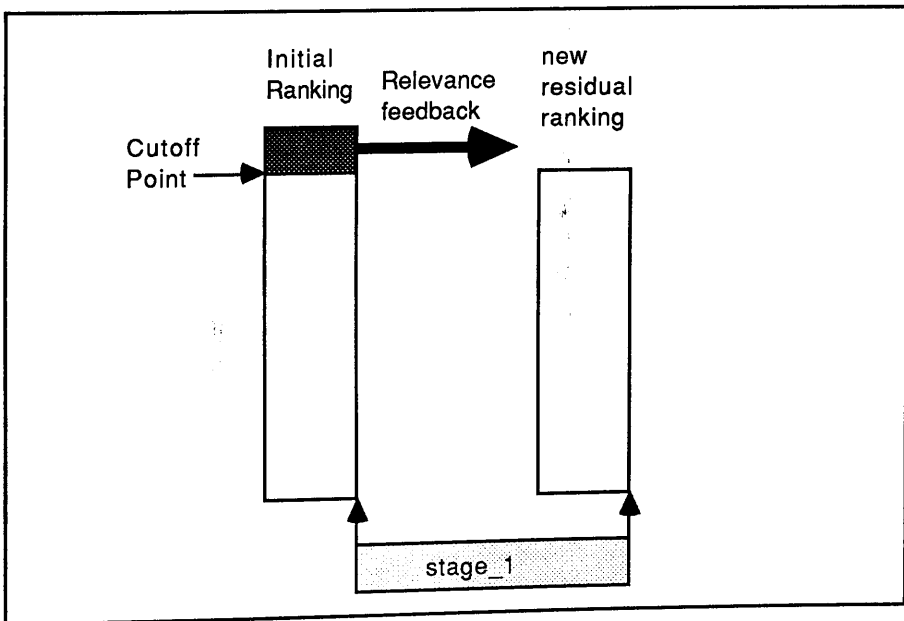 Initial
Ranking
Relevance
feedback
new
residual
ranking
Cutoff
Point
stage_1